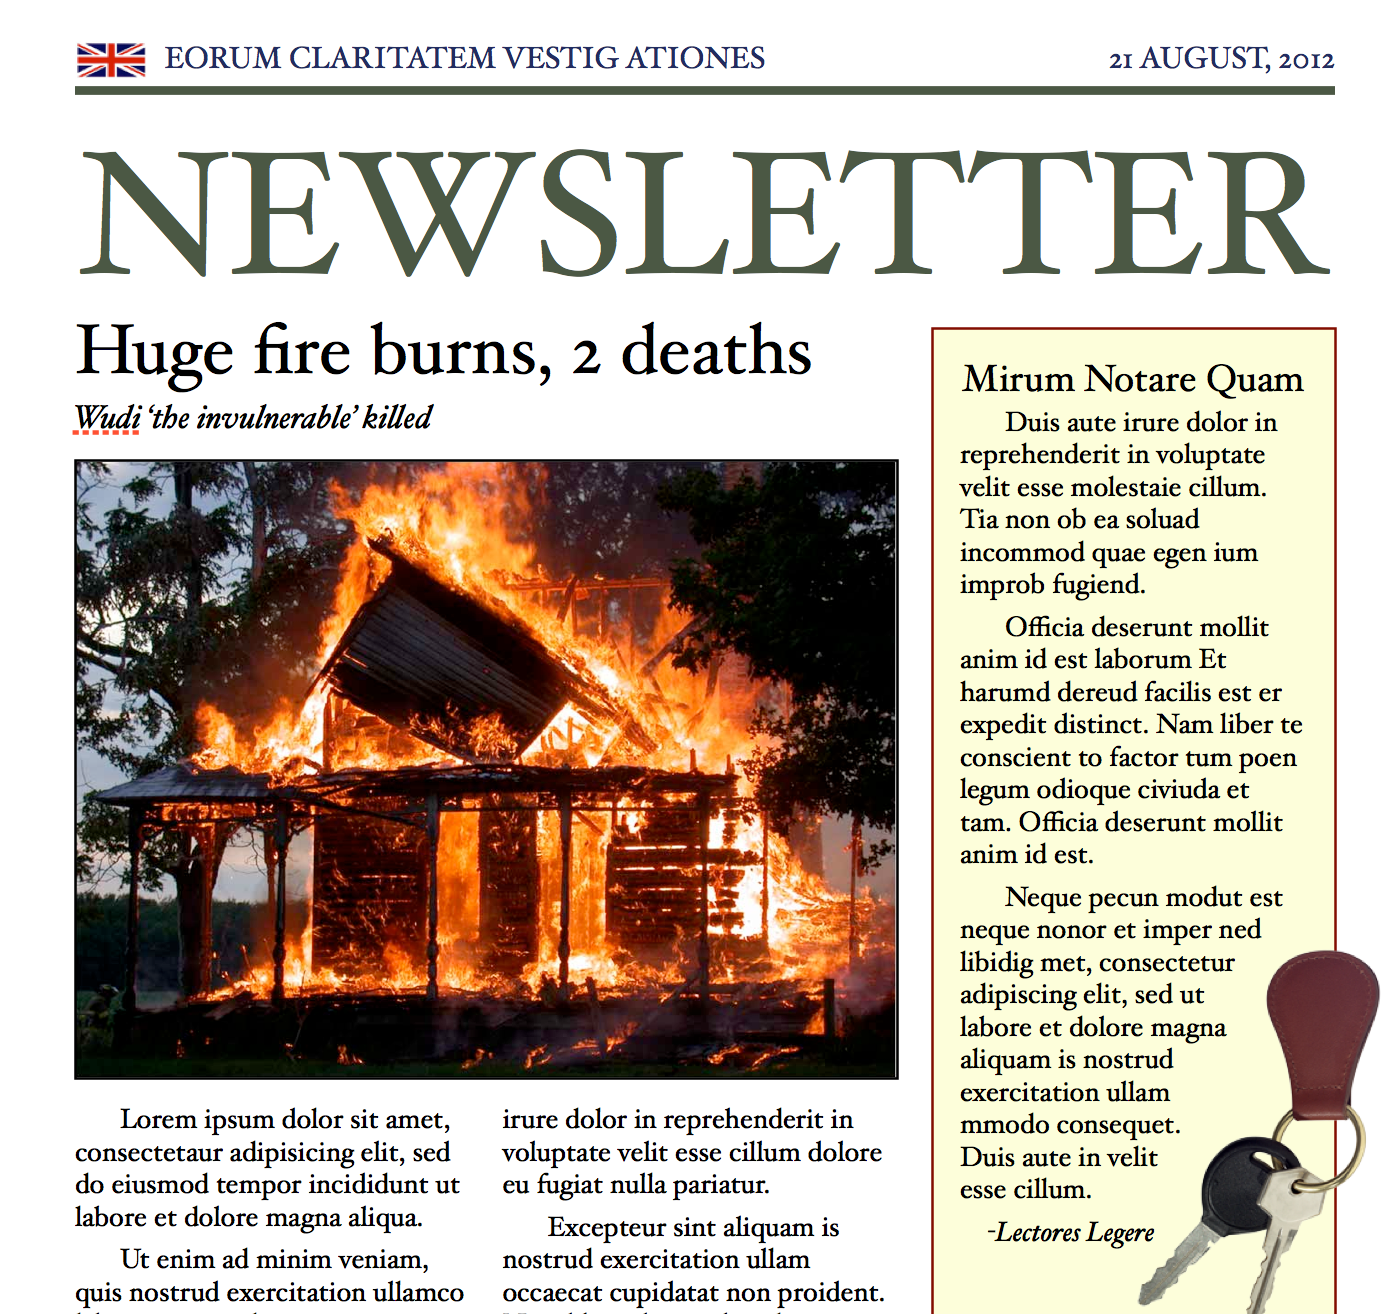 EORUM CLARITATEM VESTIG ATIONES
21 AUGUST, 2012
NEWSLETTER
Huge fire burns, 2 deaths
Wudi ‘the invulnerable’ killed
Lorem ipsum dolor sit amet,
consectetaur adipisicing elit, sed
do eiusmod tempor incididunt ut
labore et dolore magna aliqua.
Ut enim ad minim veniam,
quis nostrud exercitation ullamco
irure dolor in reprehenderit in
voluptate velit esse cillum dolore
eu fugiat nulla pariatur.
Excepteur sint aliquam is
nostrud exercitation ullam
occaecat cupidatat non proident.
Mirum Notare Quam
Duis aute irure dolor in
reprehenderit in voluptate
velit esse molestaie cillum.
Tia non ob ea soluad
incommod quae egen ium
improb fugiend.
Officia deserunt mollit
anim id est laborum Et
harumd dereud facilis est er
expedit distinct. Nam liber te
conscient to factor tum poen
legum odioque civiuda et
tam. Officia deserunt mollit
anim id est.
Neque pecun modut est
neque nonor et imper ned
libidig met, consectetur
adipiscing elit, sed ut
labore et dolore magna
aliquam is nostrud
exercitation ullam
mmodo consequet.
Duis aute in velit
esse cillum.
-Lectores Legere